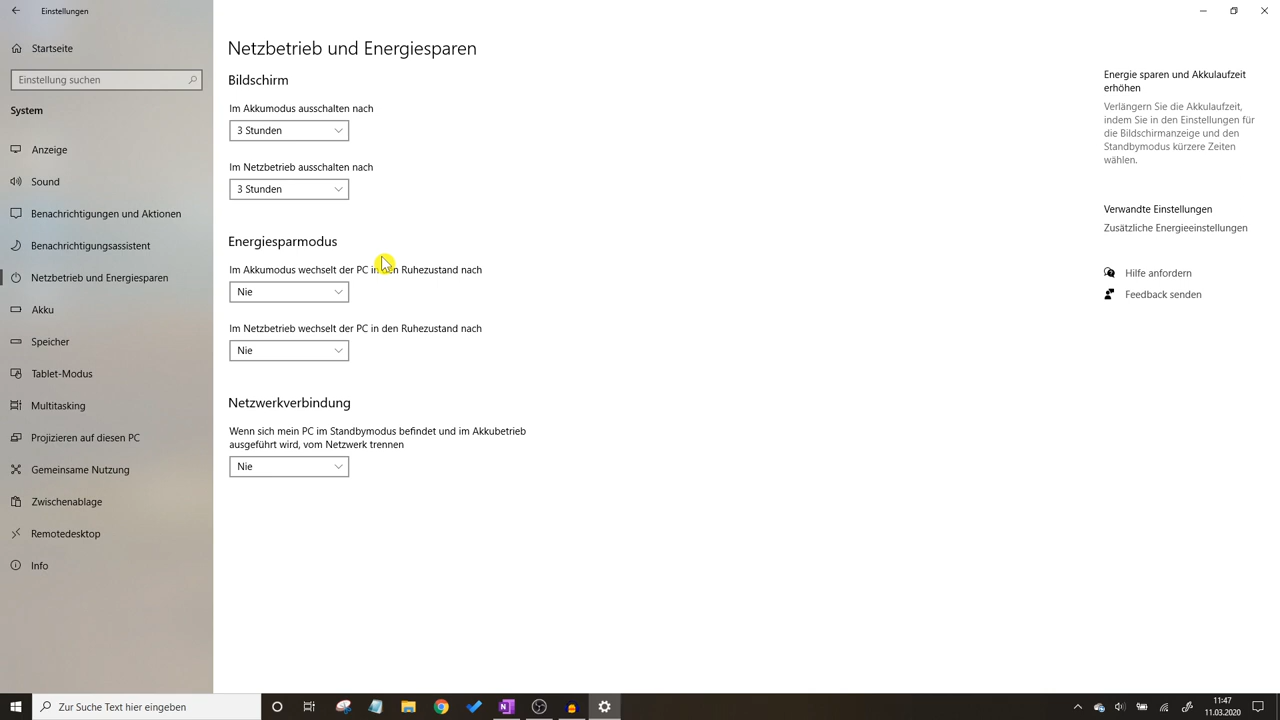 Einstellungen
Startseite
Einstellung suchen
System
Anzeige
Sound
Benachrichtigungen und Aktionen
Benachrichtigungsassistent
Netzbetrieb und Energiesparen
Akku
Speicher
Tablet-Modus
Multitasking
Projizieren auf diesen PC
Gemeinsame Nutzung
Zwischenablage
Remotedesktop
Info
Netzbetrieb und Energiesparen
Bildschirm
Im Akkumodus ausschalten nach
3 Stunden
Im Netzbetrieb ausschalten nach
3 Stunden
Energiesparmodus
Im Akkumodus wechselt der PC in den Ruhezustand nach
Nie
Im Netzbetrieb wechselt der PC in den Ruhezustand nach
Nie
Netzwerkverbindung
Wenn sich mein PC im Standbymodus befindet und im Akkubetrieb
ausgeführt wird, vom Netzwerk trennen
Nie
Energie sparen und Akkulaufzeit
erhöhen
Verlängern Sie die Akkulaufzeit,
indem Sie in den Einstellungen für
die Bildschirmanzeige und den
Standbymodus kürzere Zeiten
wählen.
Verwandte Einstellungen
Zusätzliche Energieeinstellungen
Hilfe anfordern
Feedback senden
Zur Suche Text hier eingeben
11:47
11.03.2020